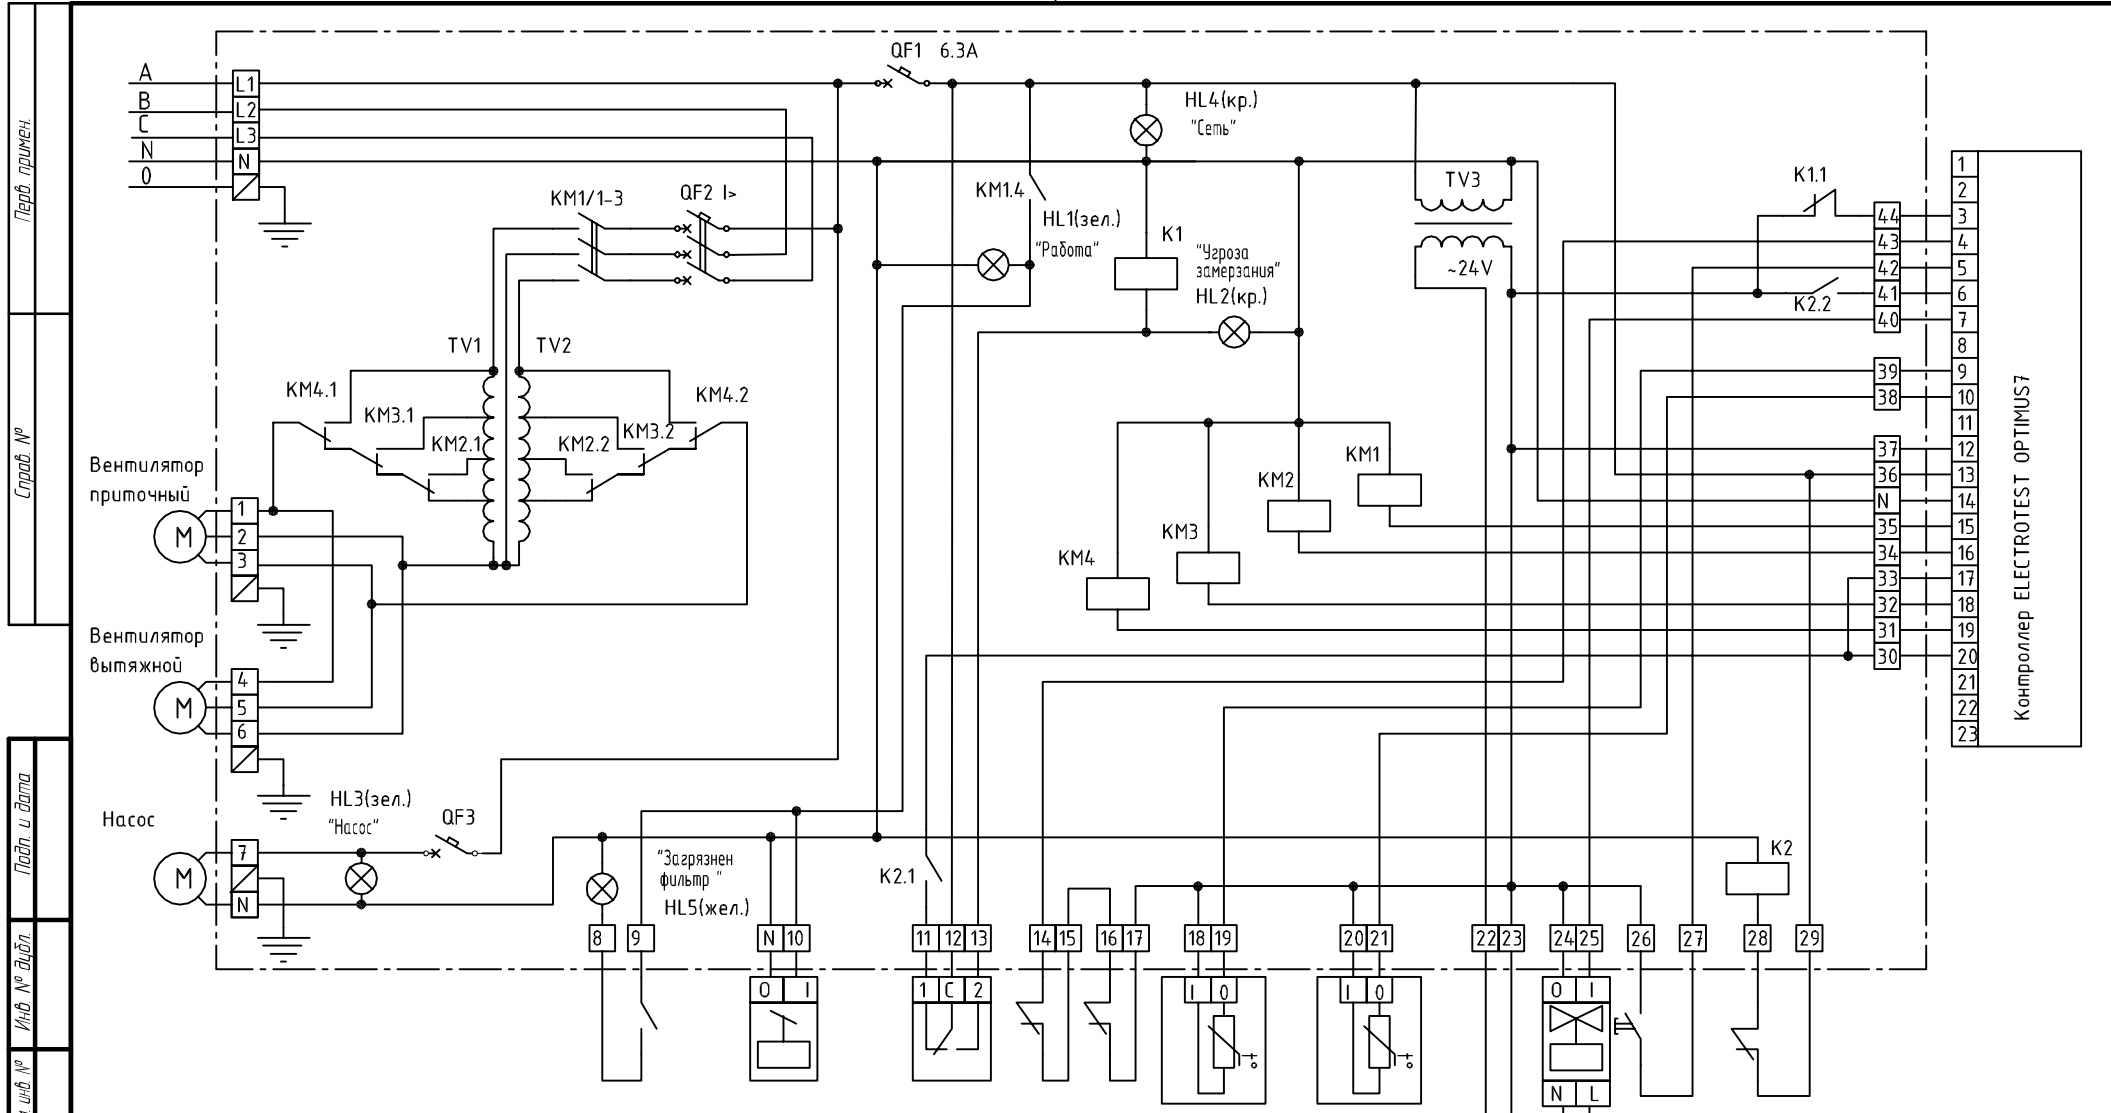 Перв. примен.
Справ. №
Подп. и дата
Инв. № дубл.
инв. №
A
B
C
N
0
L1
L2
L3
N
QF1 6.3A
HL4(кр.)
"Сеть"
KM1/1-3
QF2 I>
KM1.4
HL1(зел.)
"Работа"
K1
"Угроза
замерзания"
HL2(кр.)
TV3
~24V
K1.1
K2.2
TV1
TV2
KM4.1
KM3.1
KM2.1
KM2.2
KM3.2
KM4.2
KM1
KM2
KM3
KM4
Вентилятор
приточный
M
1
2
3
Вентилятор
вытяжной
M
4
5
6
Насос
M
7
N
HL3(зел.)
"Насос"
QF3
"Загрязнен
фильтр "
HL5(жел.)
K2.1
K2
44
43
42
41
40
39
38
37
36
N
35
34
33
32
31
30
1
2
3
4
5
6
7
8
9
10
11
12
13
14
15
16
17
18
19
20
21
22
23
Контроллер ELECTROTEST OPTIMUS7
8 9 N 10 11 12 13 14 15 16 17 18 19 20 21 22 23 24 25 26 27 28 29
0 I
1 C 2
I 0
I 0
0 I
t°
t°
N L